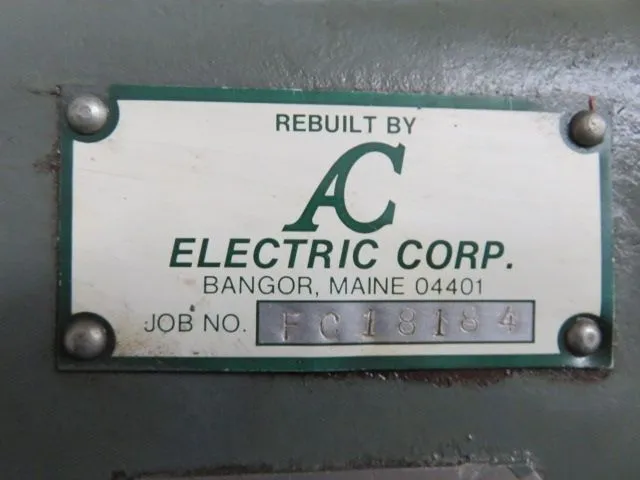 REBUILT BY
AC
ELECTRIC CORP.
BANGOR, MAINE 04401
JOB NO. FC18184